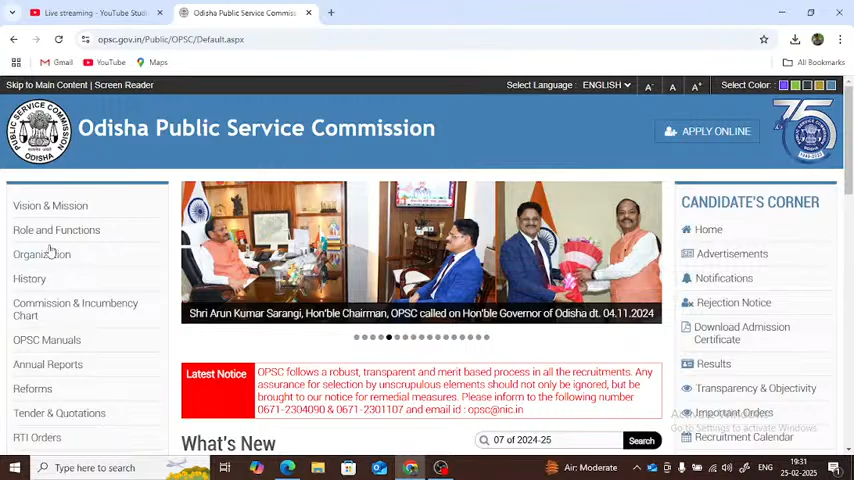 Live streaming - YouTube Studi
Odisha Public Service Commiss
opsc.gov.in/Public/OPSC/Default.aspx
Gmail
YouTube
Maps
All Bookmarks
Skip to Main Content | Screen Reader
Select Language : ENGLISH
A-
A
A+
Select Color :
PUBLIC SERVICE COMMISSION
ODISHA
Odisha Public Service Commission
APPLY ONLINE
75
Vision & Mission
Role and Functions
Organization
History
Commission & Incumbency
Chart
OPSC Manuals
Annual Reports
Reforms
Tender & Quotations
RTI Orders
Shri Arun Kumar Sarangi, Hon'ble Chairman, OPSC called on Hon'ble Governor of Odisha dt. 04.11.2024
Latest Notice
OPSC follows a robust, transparent and merit based process in all the recruitments. Any
assurance for selection by unscrupulous elements should not only be ignored, but be
brought to our notice for remedial measures. Please inform to the following number
0671-2304090 & 0671-2301107 and email id : opsc@nic.in
What's New
07 of 2024-25
Search
CANDIDATE'S CORNER
Home
Advertisements
Notifications
Rejection Notice
Download Admission
Certificate
Results
Transparency & Objectivity
Important Orders
Recruitment Calendar
Activate Windows
Go to Settings to activate Windows.
Type here to search
Air: Moderate
ENG
19:31
25-02-2025